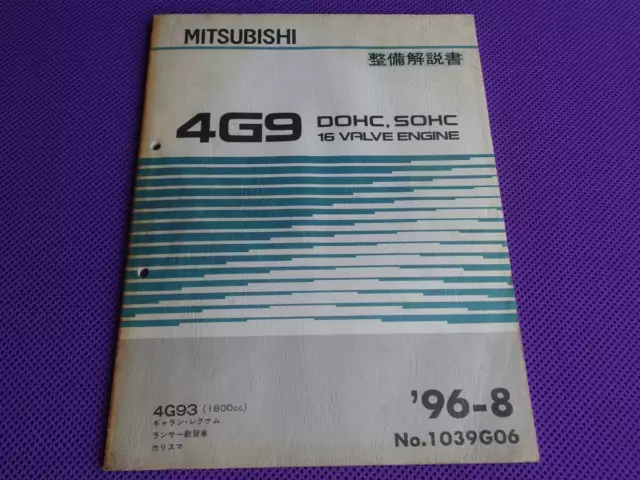 MITSUBISHI
整備解説書
4G9 DOHC, SOHC
16 VALVE ENGINE
4G93 (1800cc)
ギャラン・レグナム
ランサー教習車
カリスマ
'96-8
No.1039G06